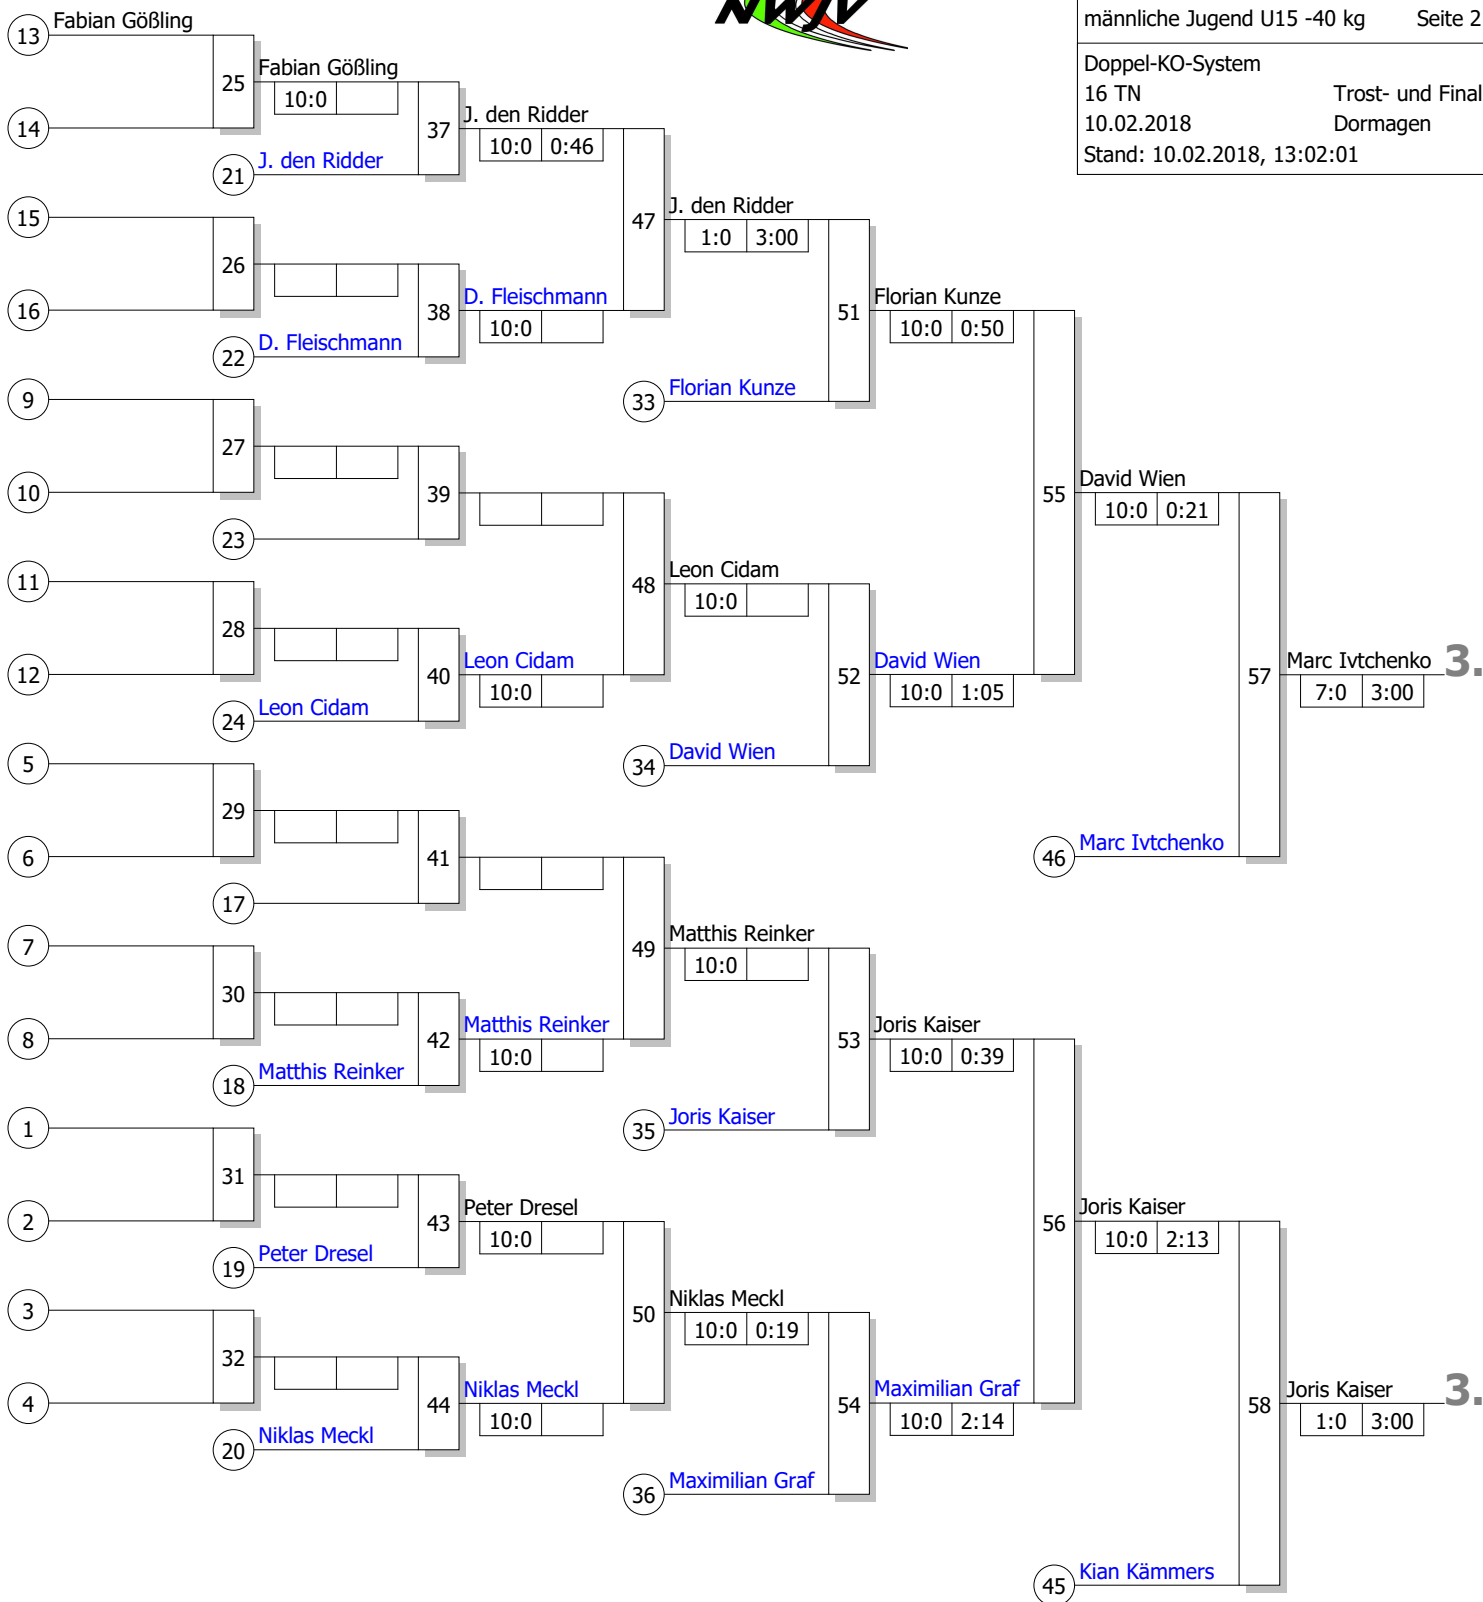 NWJV
männliche Jugend U15 -40 kg Seite 2
Doppel-KO-System
16 TN Trost- und Final
10.02.2018 Dormagen
Stand: 10.02.2018, 13:02:01
13 Fabian Gößling
25 Fabian Gößling
10:0
14
37 J. den Ridder
10:0 0:46
21 J. den Ridder
15
47 J. den Ridder
1:0 3:00
26
16
38 D. Fleischmann
10:0
22 D. Fleischmann
51 Florian Kunze
10:0 0:50
33 Florian Kunze
9
27
10
39
23
55 David Wien
10:0 0:21
11
48 Leon Cidam
10:0
28
12
40 Leon Cidam
10:0
24 Leon Cidam
52 David Wien
10:0 1:05
34 David Wien
57 Marc Ivtchenko 3.
7:0 3:00
46 Marc Ivtchenko
5
29
6
41
17
7
49 Matthis Reinker
10:0
30
8
42 Matthis Reinker
10:0
18 Matthis Reinker
53 Joris Kaiser
10:0 0:39
35 Joris Kaiser
1
31
2
43 Peter Dresel
10:0
19 Peter Dresel
56 Joris Kaiser
10:0 2:13
3
50 Niklas Meckl
10:0 0:19
32
4
44 Niklas Meckl
10:0
20 Niklas Meckl
54 Maximilian Graf
10:0 2:14
36 Maximilian Graf
58 Joris Kaiser 3.
1:0 3:00
45 Kian Kämmers